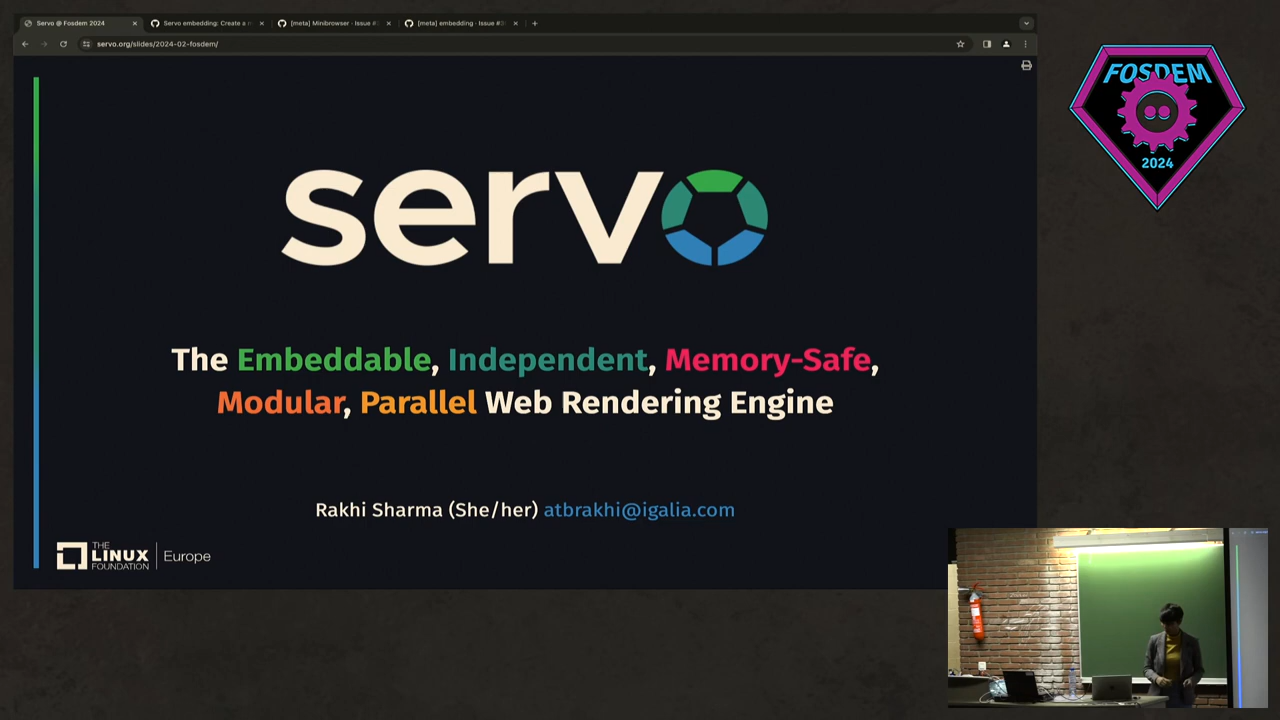 Servo @ Fosdem 2024
Servo embedding: Create a
[meta] Minibrowser · Issue #
[meta] embedding · Issue #
servo.org/slides/2024-02-fosdem/
FOSDEM
2024
servo
The Embeddable, Independent, Memory-Safe,
Modular, Parallel Web Rendering Engine
Rakhi Sharma (She/her) atbrakhi@igalia.com
THE
LINUX
FOUNDATION
Europe